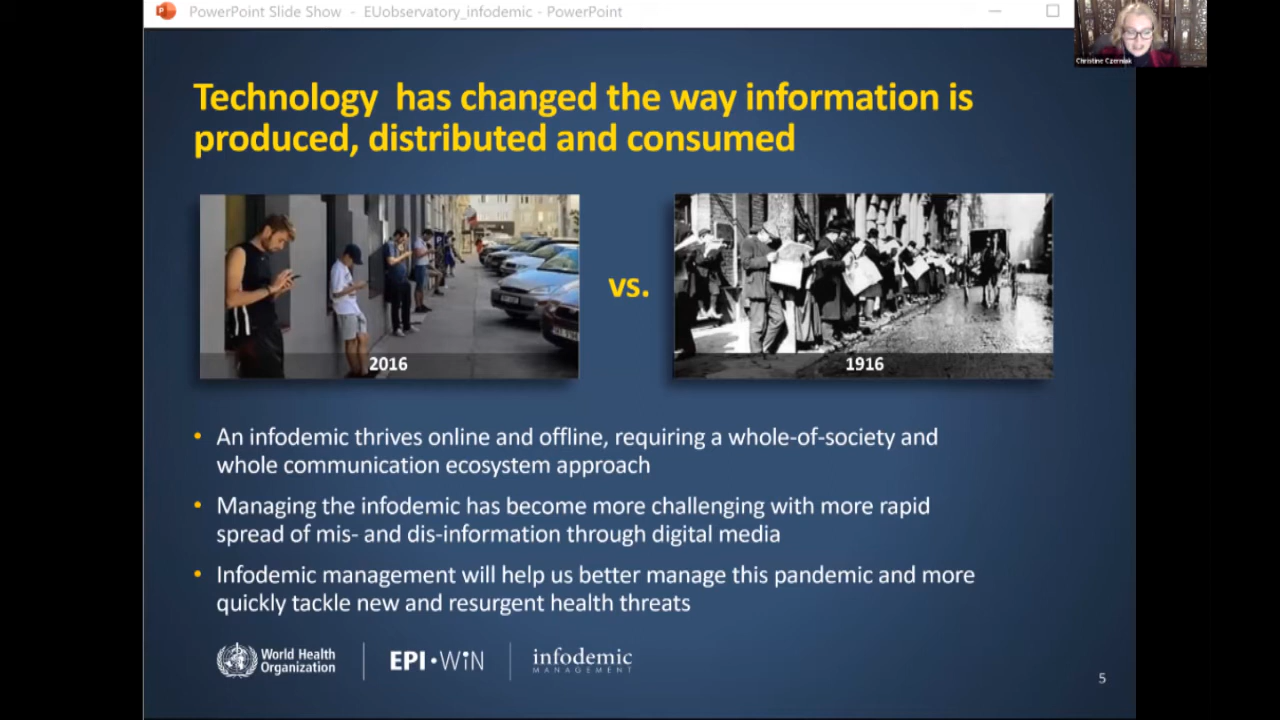 PowerPoint Slide Show - EUobservatory_infodemic - PowerPoint
Christine Czerniak
Technology has changed the way information is
produced, distributed and consumed
vs.
2016
1916
• An infodemic thrives online and offline, requiring a whole-of-society and
whole communication ecosystem approach
• Managing the infodemic has become more challenging with more rapid
spread of mis- and dis-information through digital media
• Infodemic management will help us better manage this pandemic and more
quickly tackle new and resurgent health threats
World Health
Organization
EPI•WiN
infodemic
MANAGEMENT
5